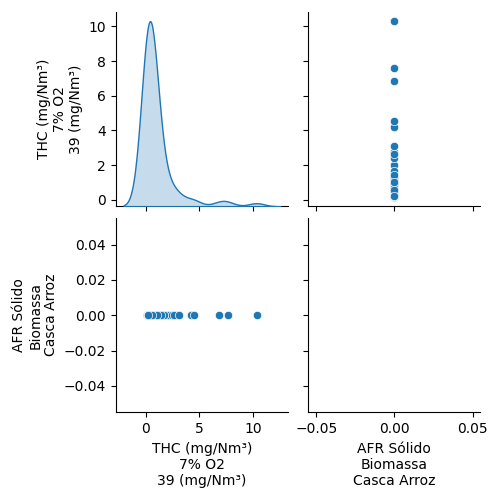 10
8
6
4
2
0
THC (mg/Nm³)
7% O2
39 (mg/Nm³)
0.04
0.02
0.00
−0.02
−0.04
AFR Sólido
Biomassa
Casca Arroz
0 5 10
THC (mg/Nm³)
7% O2
39 (mg/Nm³)
−0.05 0.00 0.05
AFR Sólido
Biomassa
Casca Arroz